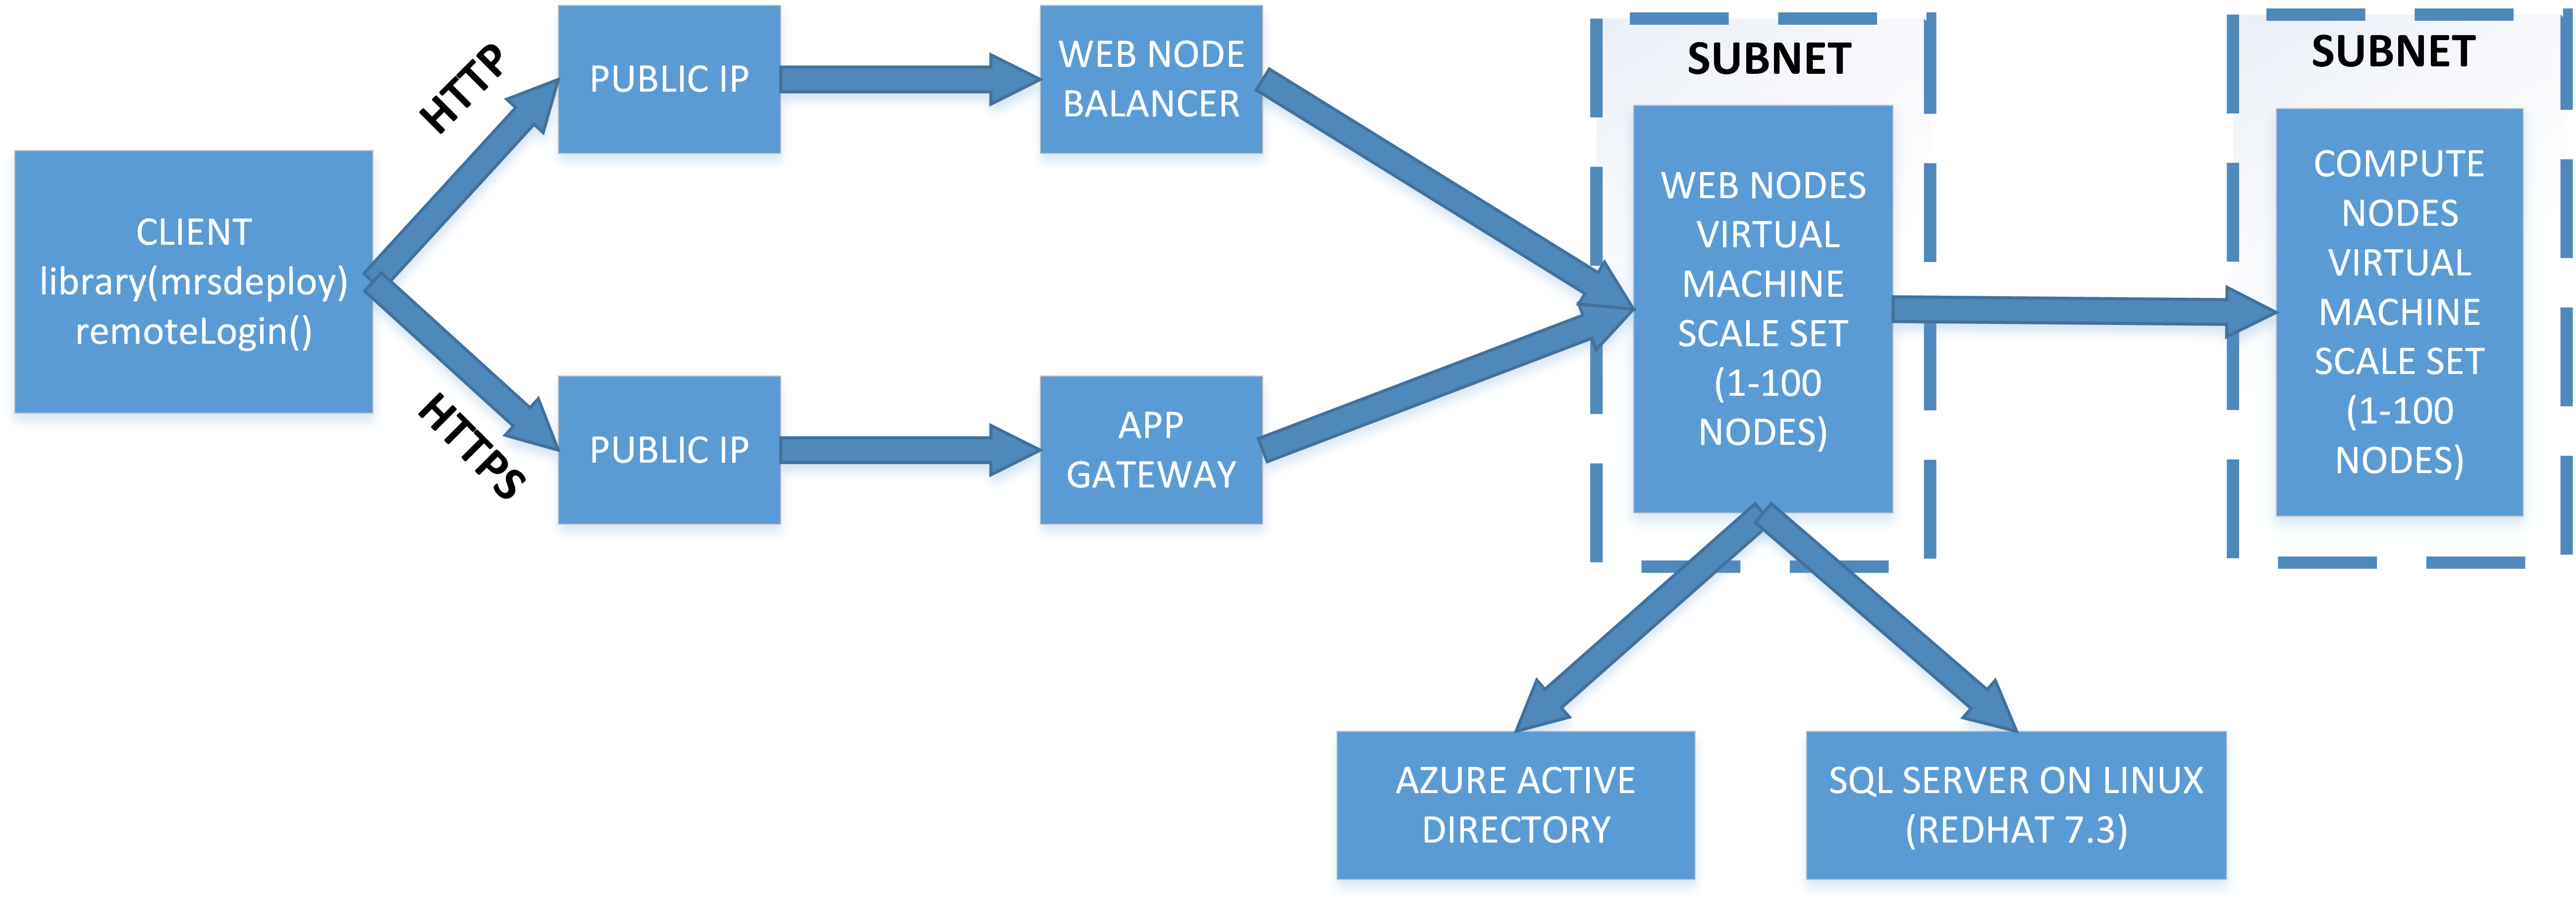 CLIENT
library(mrsdeploy)
remoteLogin()
HTTP
HTTPS
PUBLIC IP
PUBLIC IP
WEB NODE
BALANCER
APP
GATEWAY
SUBNET
WEB NODES
VIRTUAL
MACHINE
SCALE SET
(1-100
NODES)
SUBNET
COMPUTE
NODES
VIRTUAL
MACHINE
SCALE SET
(1-100
NODES)
AZURE ACTIVE
DIRECTORY
SQL SERVER ON LINUX
(REDHAT 7.3)